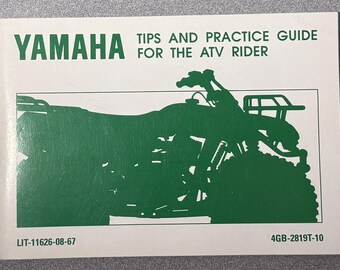 YAMAHA TIPS AND PRACTICE GUIDE
FOR THE ATV RIDER
LIT-11626-08-67 4GB-2819T-10